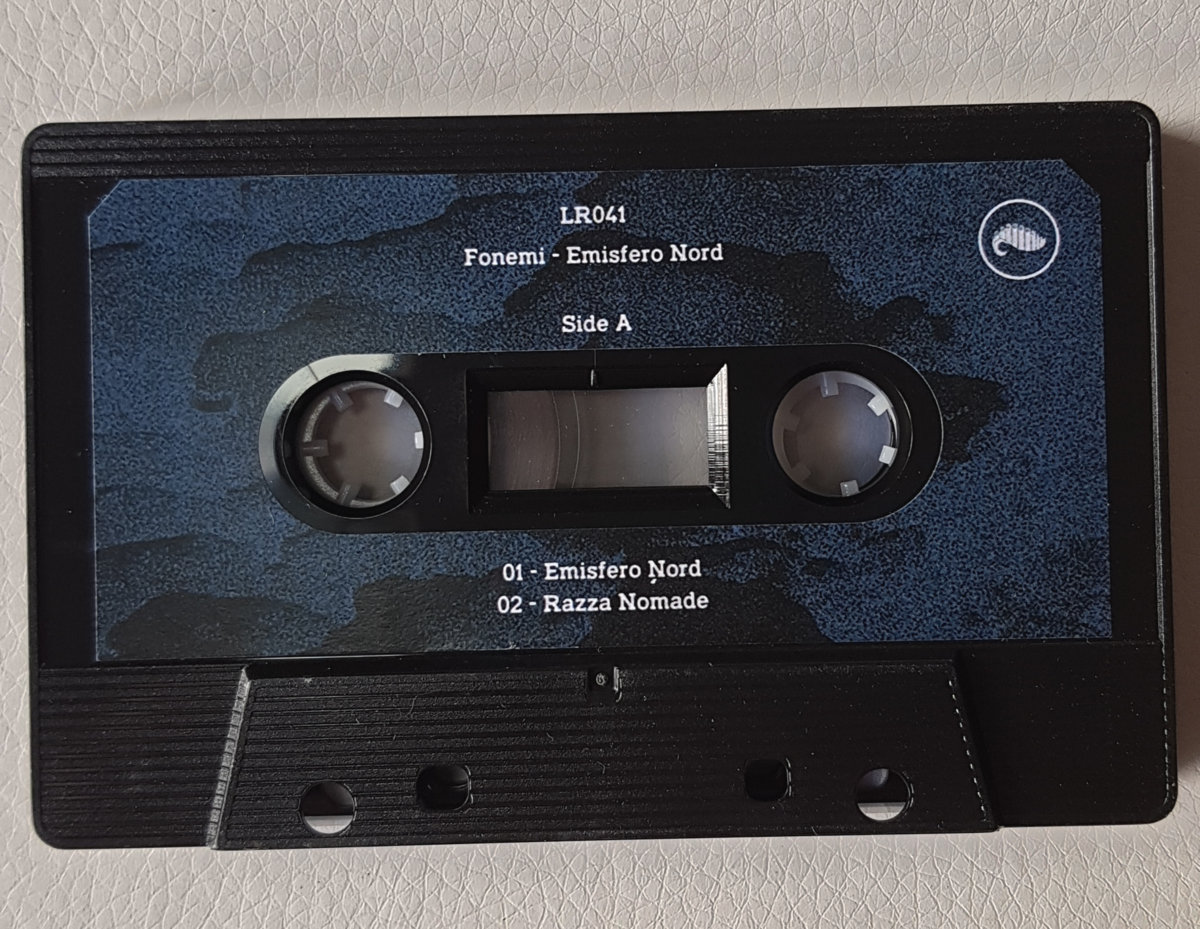 LR041
Fonemi - Emisfero Nord
Side A
01 - Emisfero Nord
02 - Razza Nomade